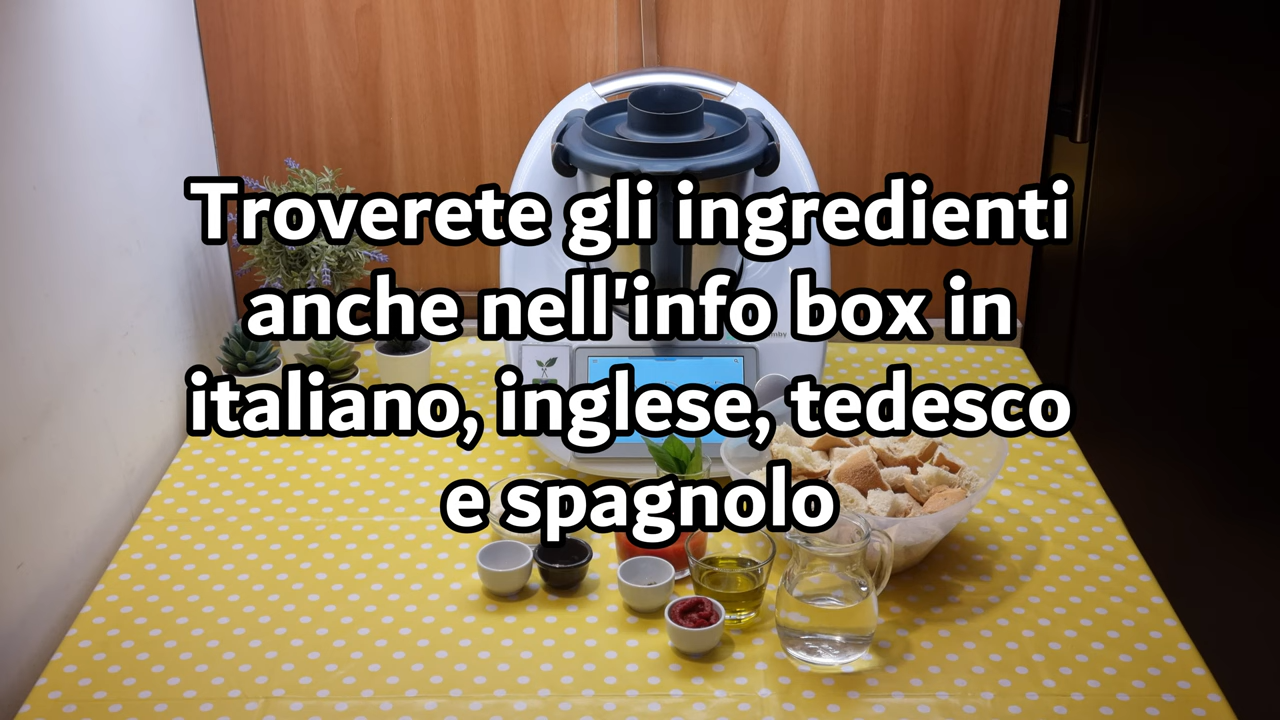 Troverete gli ingredienti
anche nell'info box in
italiano, inglese, tedesco
e spagnolo